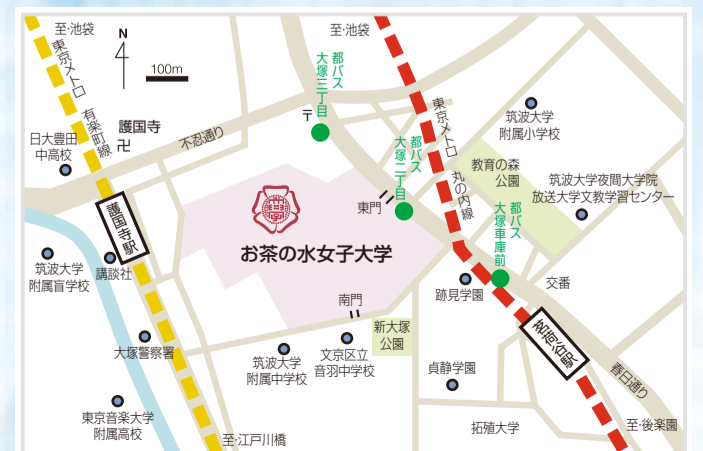 至・池袋
東京メトロ 有楽町線
N
100m
至・池袋
都バス
大塚三丁目
〒
護国寺
卍
不忍通り
日大豊田
中高校
護国寺駅
都バス
大塚二丁目
東京メトロ 丸の内線
筑波大学
附属小学校
教育の森
公園
筑波大学夜間大学院
放送大学文教学習センター
都バス
大塚車庫前
東門
お茶の水女子大学
筑波大学
附属盲学校
講談社
跡見学園
交番
南門
新大塚
公園
茗荷谷駅
大塚警察署
筑波大学
附属中学校
文京区立
音羽中学校
貞静学園
春日通り
東京音楽大学
附属高校
至・江戸川橋
拓殖大学
至・後楽園